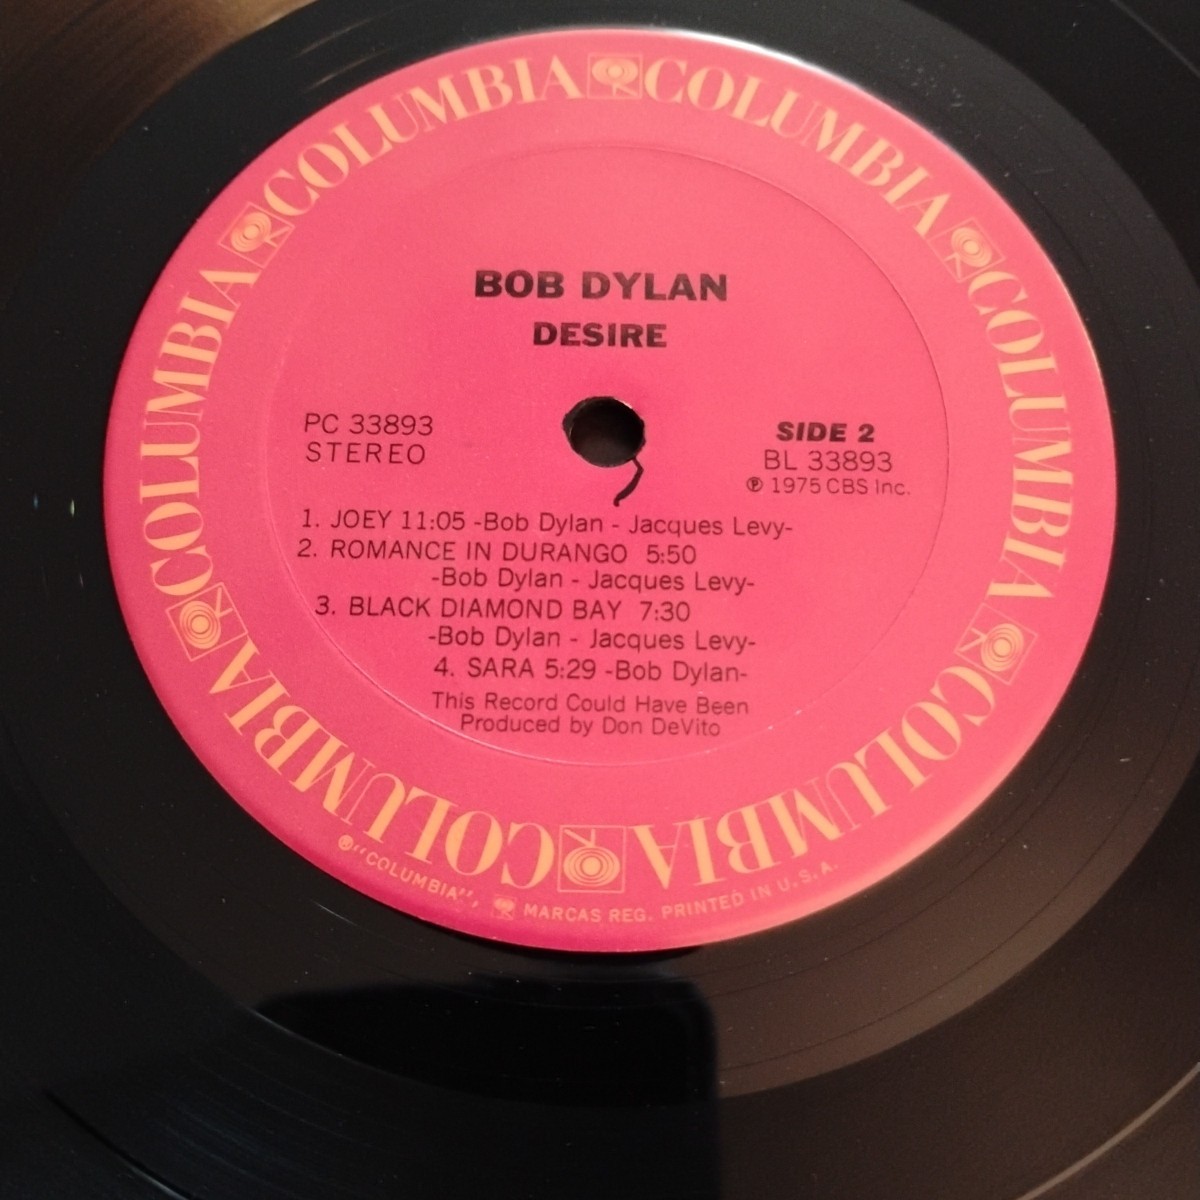 COLUMBIA COLUMBIA COLUMBIA COLUMBIA COLUMBIA COLUMBIA COLUMBIA
BOB DYLAN
DESIRE
PC 33893
STEREO
SIDE 2
BL 33893
℗ 1975 CBS Inc.
1. JOEY 11:05 -Bob Dylan - Jacques Levy-
2. ROMANCE IN DURANGO 5:50
-Bob Dylan - Jacques Levy-
3. BLACK DIAMOND BAY 7:30
-Bob Dylan - Jacques Levy-
4. SARA 5:29 -Bob Dylan-
This Record Could Have Been
Produced by Don DeVito
®"COLUMBIA", MARCAS REG. PRINTED IN U.S.A.